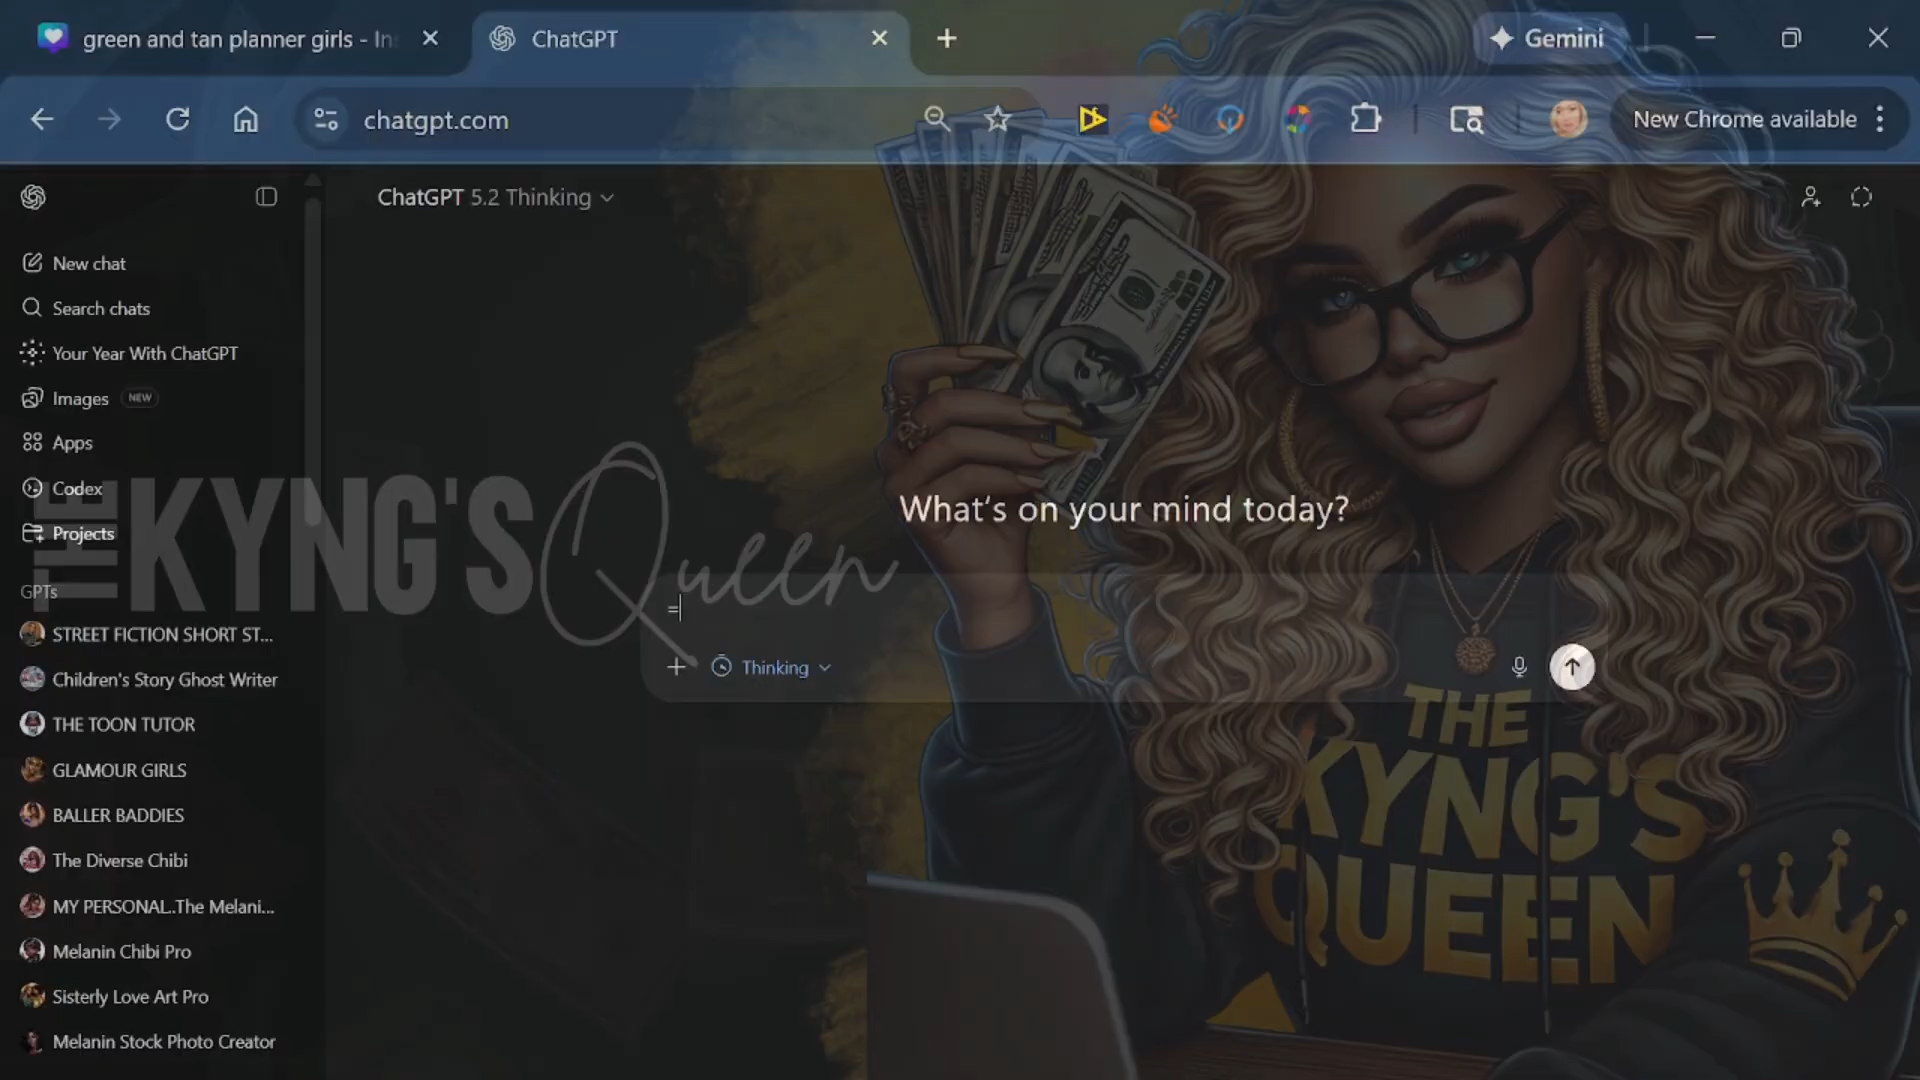 green and tan planner girls - In
ChatGPT
Gemini
chatgpt.com
New Chrome available
ChatGPT 5.2 Thinking
New chat
Search chats
Your Year With ChatGPT
Images NEW
Apps
Codex
Projects
THE KYNG'S Queen
What's on your mind today?
=
Thinking
GPTs
STREET FICTION SHORT ST...
Children's Story Ghost Writer
THE TOON TUTOR
GLAMOUR GIRLS
BALLER BADDIES
The Diverse Chibi
MY PERSONAL..The Melani...
Melanin Chibi Pro
Sisterly Love Art Pro
Melanin Stock Photo Creator
THE
KYNG'S
QUEEN